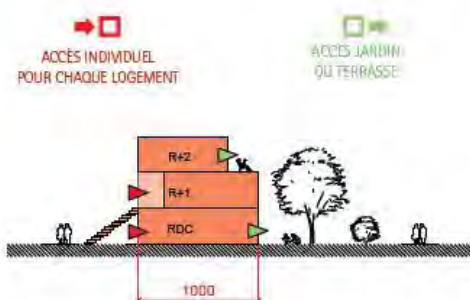 ACCÈS INDIVIDUEL
POUR CHAQUE LOGEMENT
ACCÈS JARDIN
OU TERRASSE
R+2
R+1
RDC
1000